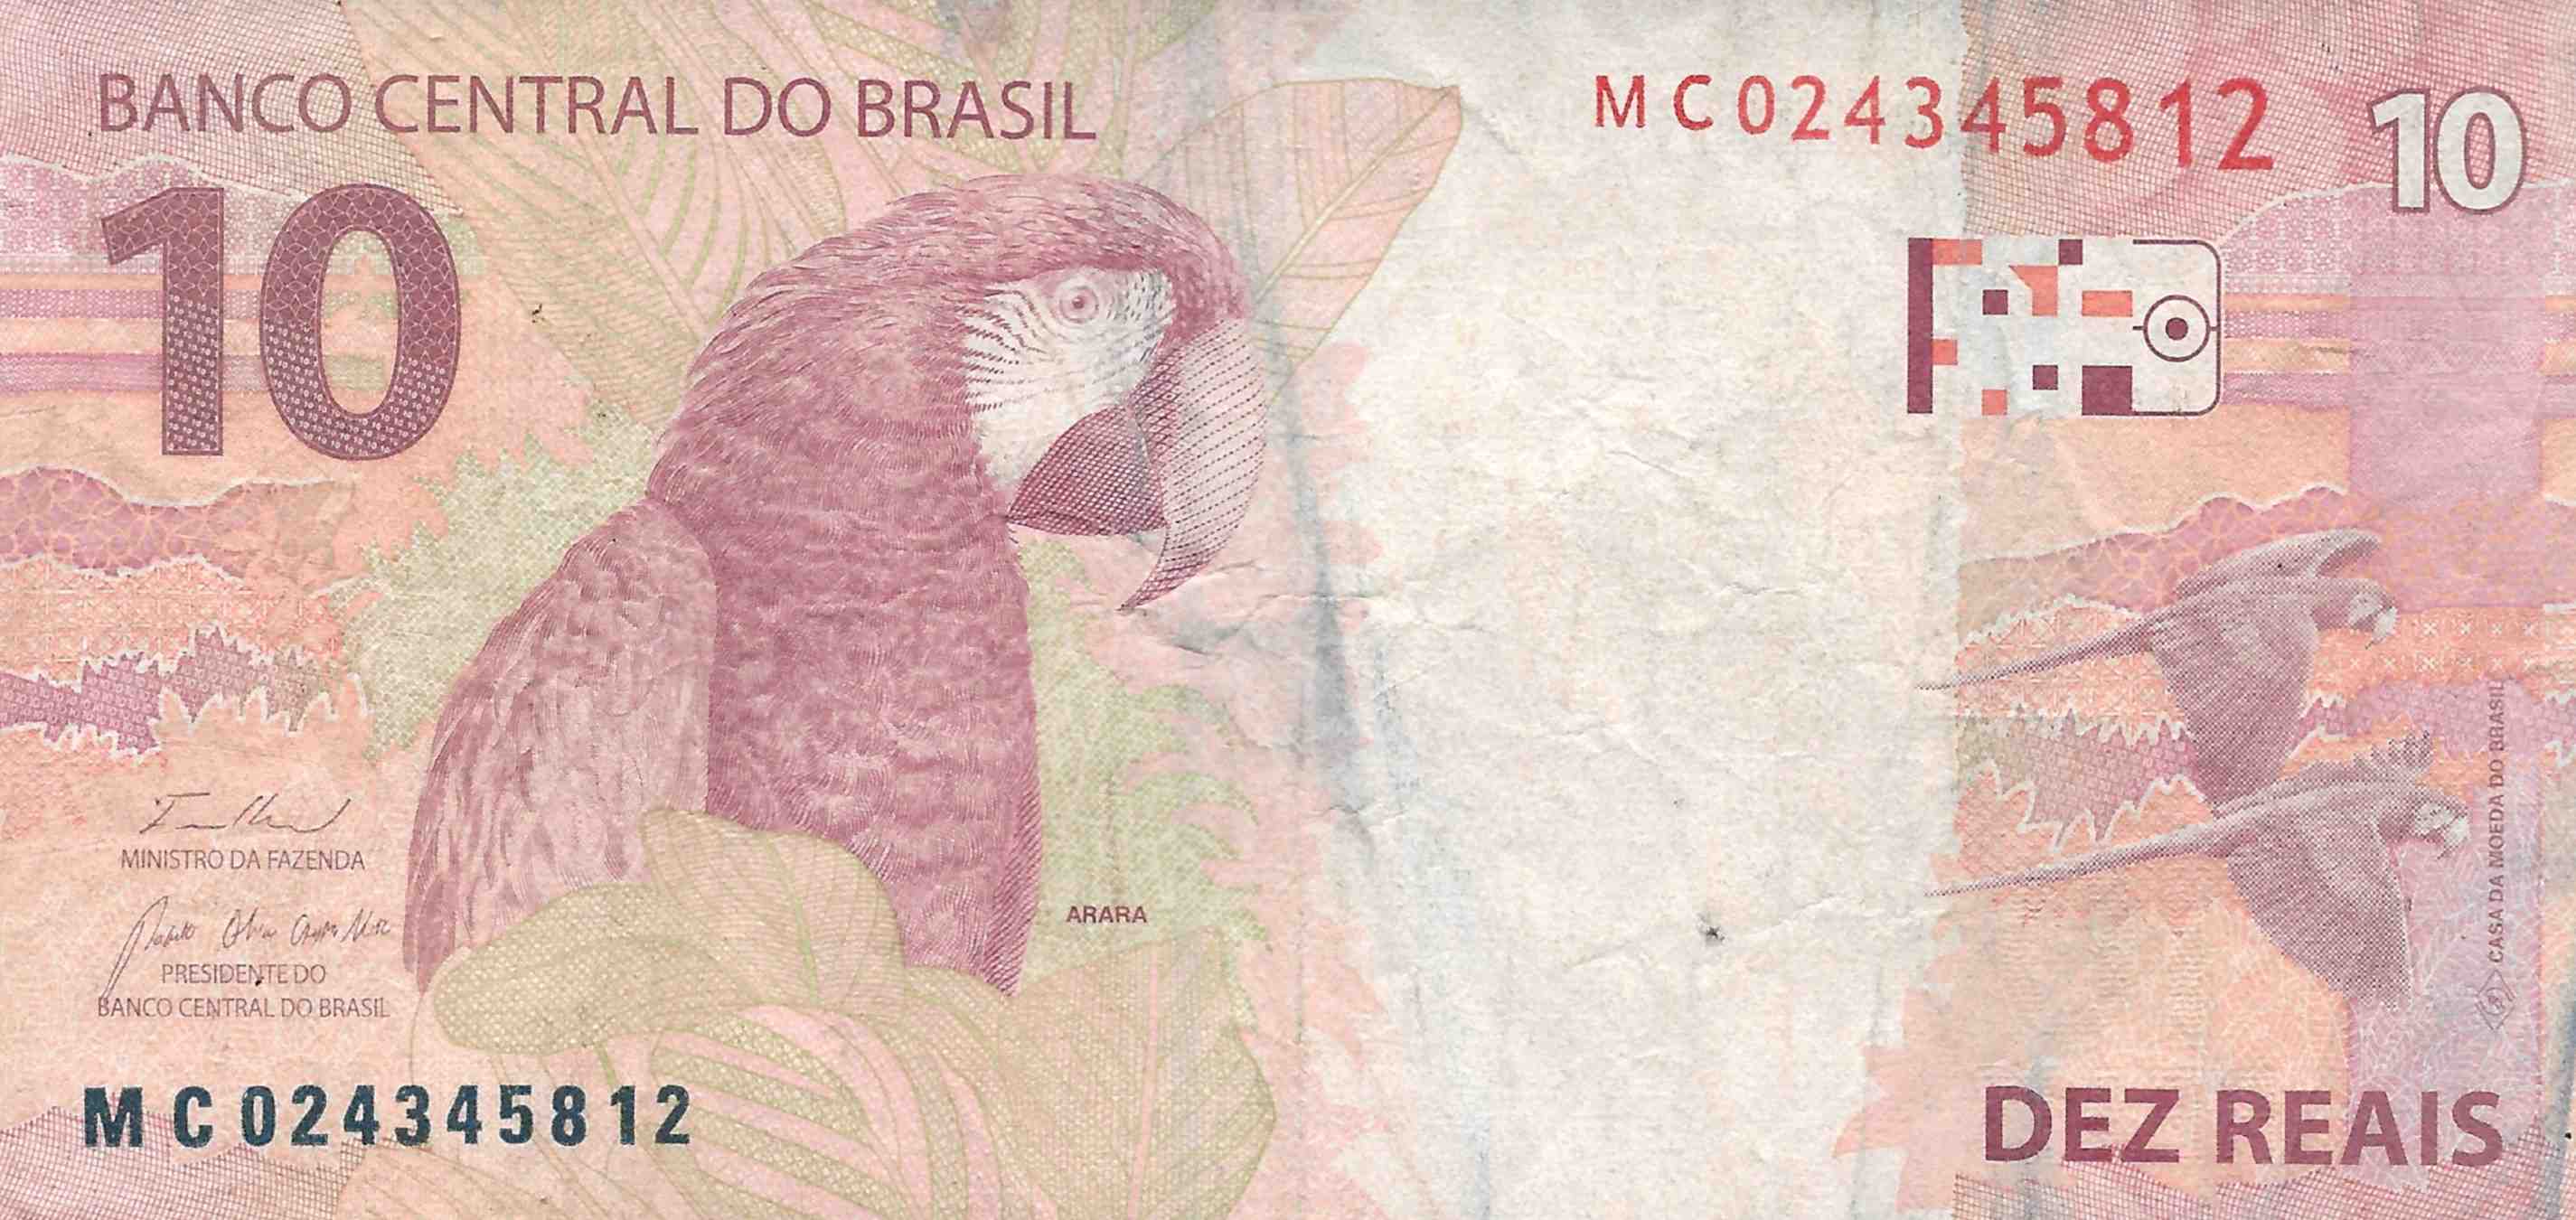 BANCO CENTRAL DO BRASIL
MC024345812
10
10
MINISTRO DA FAZENDA
PRESIDENTE DO
BANCO CENTRAL DO BRASIL
ARARA
CASA DA MOEDA DO BRASIL
MC024345812
DEZ REAIS